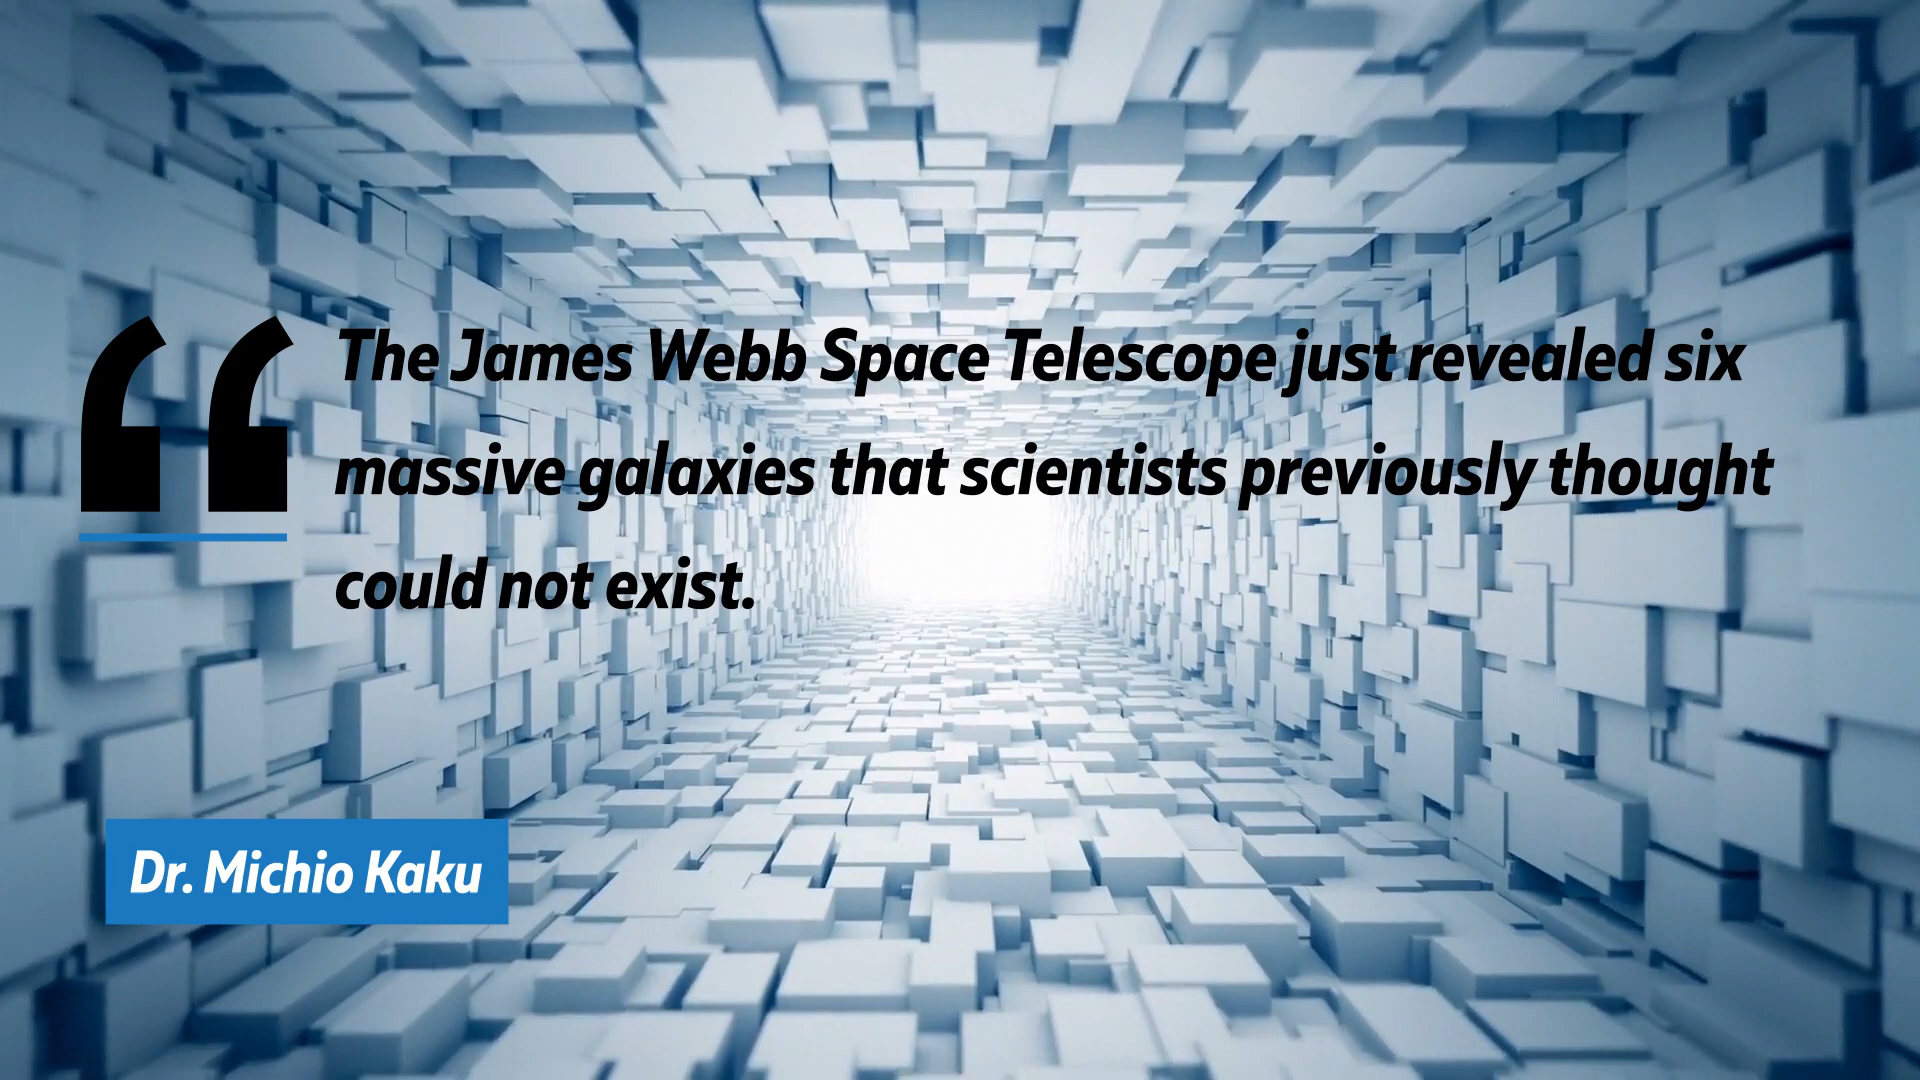 “
The James Webb Space Telescope just revealed six
massive galaxies that scientists previously thought
could not exist.
Dr. Michio Kaku